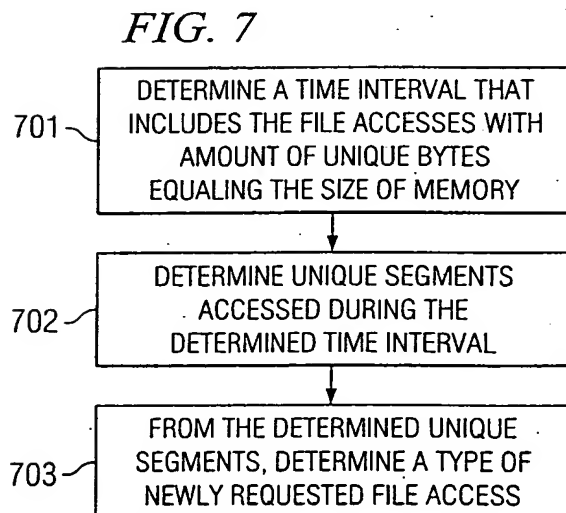 FIG. 7
701
DETERMINE A TIME INTERVAL THAT
INCLUDES THE FILE ACCESSES WITH
AMOUNT OF UNIQUE BYTES
EQUALING THE SIZE OF MEMORY
702
DETERMINE UNIQUE SEGMENTS
ACCESSED DURING THE
DETERMINED TIME INTERVAL
703
FROM THE DETERMINED UNIQUE
SEGMENTS, DETERMINE A TYPE OF
NEWLY REQUESTED FILE ACCESS